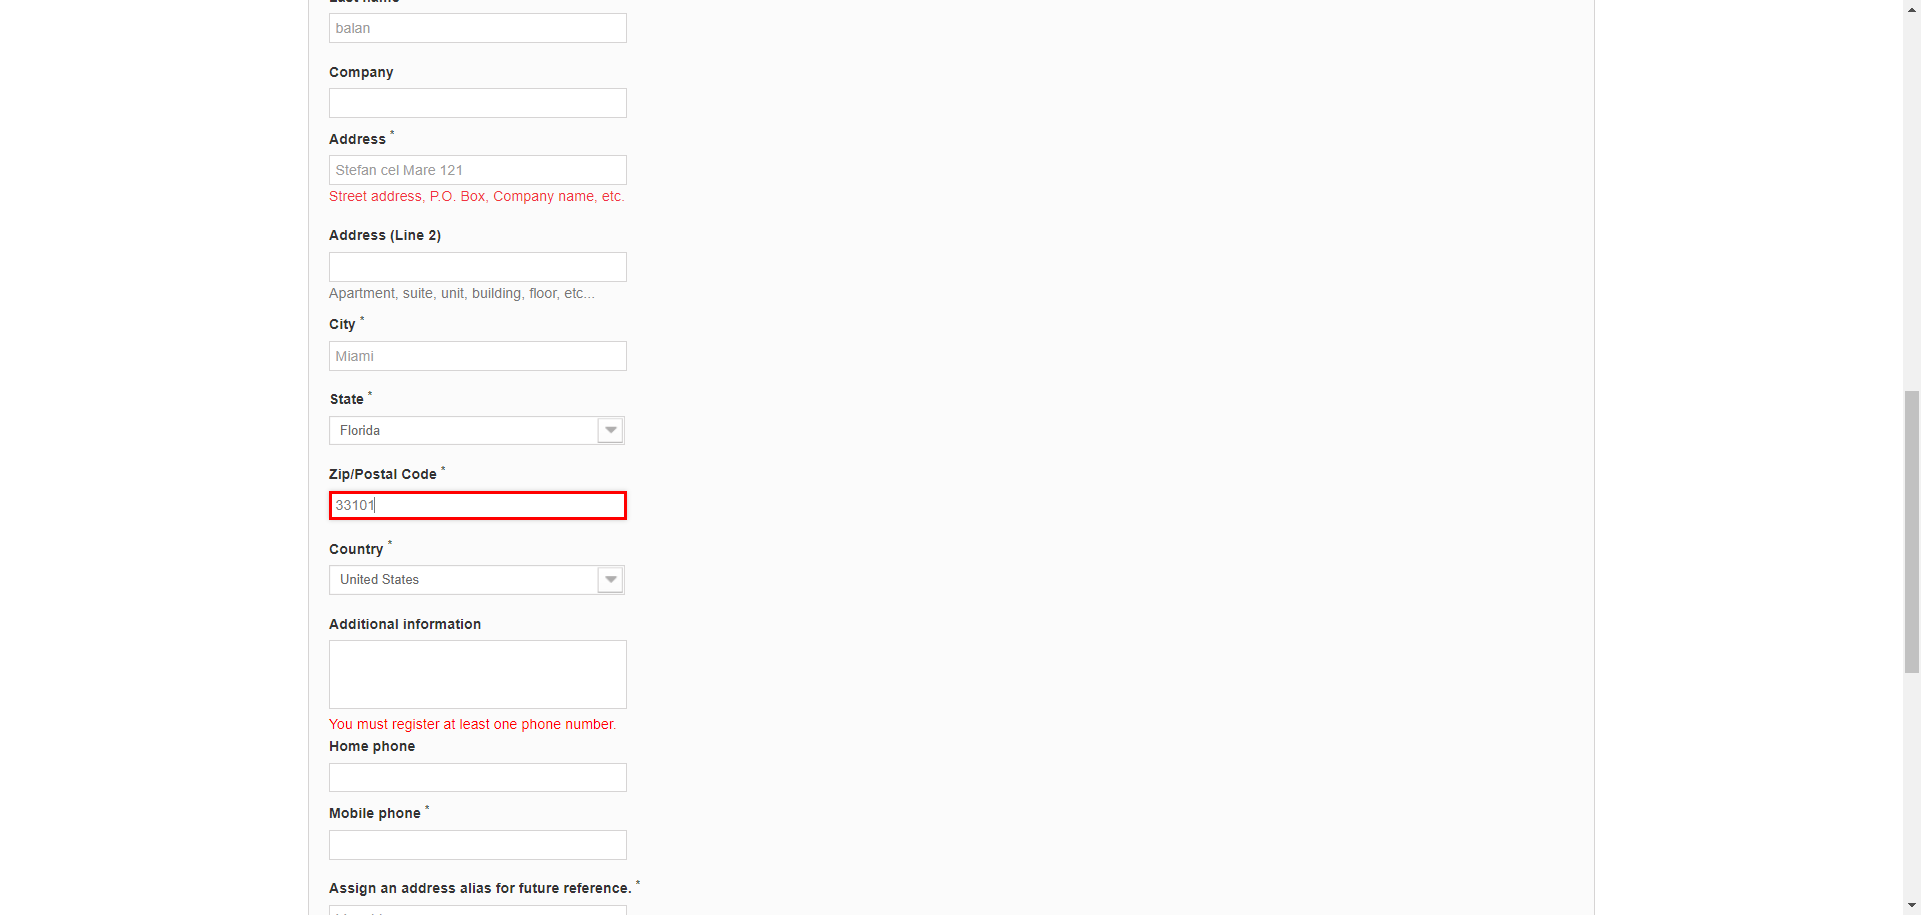 Last name
balan
Company
Address *
Stefan cel Mare 121
Street address, P.O. Box, Company name, etc.
Address (Line 2)
Apartment, suite, unit, building, floor, etc...
City *
Miami
State *
Florida
Zip/Postal Code *
33101
Country *
United States
Additional information
You must register at least one phone number.
Home phone
Mobile phone *
Assign an address alias for future reference. *